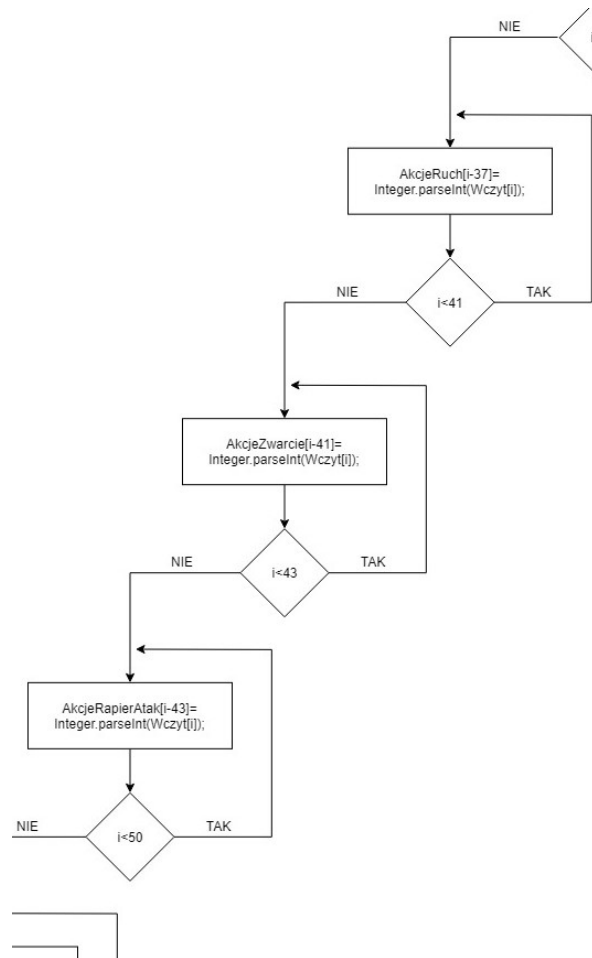 NIE
AkcjeRuch[i-37]=
Integer.parseInt(Wczyt[i]);
i<41
NIE
TAK
AkcjeZwarcie[i-41]=
Integer.parseInt(Wczyt[i]);
i<43
NIE
TAK
AkcjeRapierAtak[i-43]=
Integer.parseInt(Wczyt[i]);
i<50
NIE
TAK